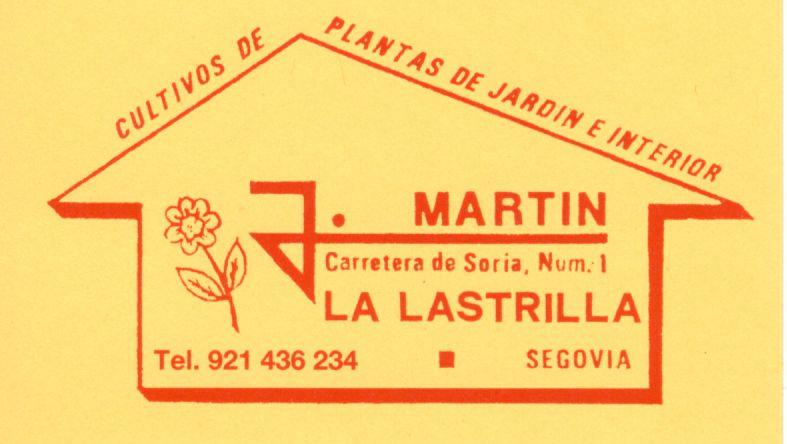 CULTIVOS DE PLANTAS DE JARDIN E INTERIOR
J. MARTIN
Carretera de Soria, Num. 1
LA LASTRILLA
Tel. 921 436 234 ■ SEGOVIA